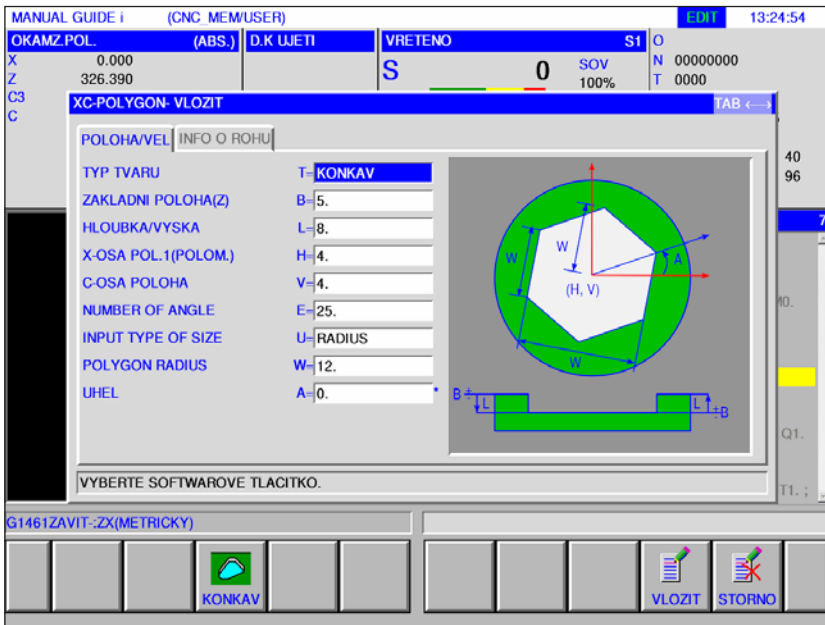 MANUAL GUIDE i (CNC_MEM/USER) EDIT 13:24:54
OKAMZ.POL. (ABS.) D.K UJETI VRETENO S1 O
X 0.000 N 00000000
Z 326.390 S 0 SOV 100% T 0000
C3
C
XC-POLYGON- VLOZIT TAB ←→
POLOHA/VEL INFO O ROHU
TYP TVARU T= KONKAV
ZAKLADNI POLOHA(Z) B= 5.
HLOUBKA/VYSKA L= 8.
X-OSA POL.1(POLOM.) H= 4.
C-OSA POLOHA V= 4.
NUMBER OF ANGLE E= 25.
INPUT TYPE OF SIZE U= RADIUS
POLYGON RADIUS W= 12.
UHEL A= 0. *
W
W
A
(H, V)
W
B ±
L
L
±B
40
96
7
M0.
Q1.
T1. ;
VYBERTE SOFTWAROVE TLACITKO.
G1461ZAVIT-:ZX(METRICKY)
KONKAV VLOZIT STORNO